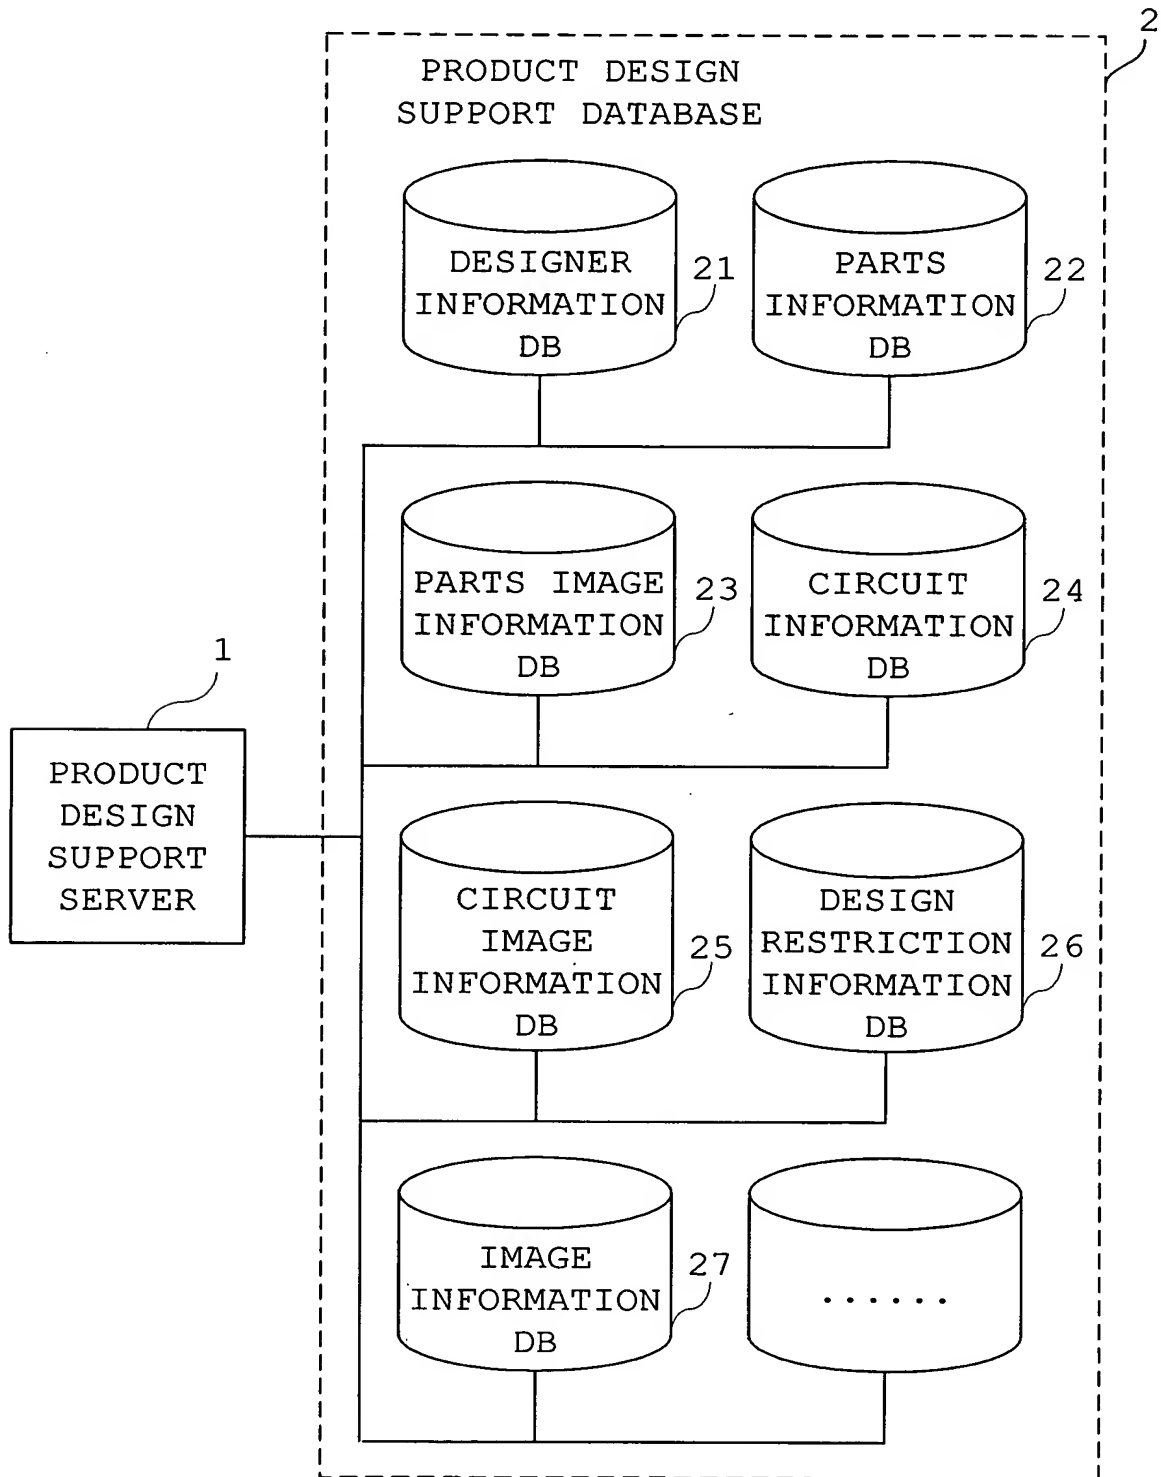 2
PRODUCT DESIGN
SUPPORT DATABASE
DESIGNER
INFORMATION
DB
21
PARTS
INFORMATION
DB
22
PARTS IMAGE
INFORMATION
DB
23
CIRCUIT
INFORMATION
DB
24
1
PRODUCT
DESIGN
SUPPORT
SERVER
CIRCUIT
IMAGE
INFORMATION
DB
25
DESIGN
RESTRICTION
INFORMATION
DB
26
IMAGE
INFORMATION
DB
27
......